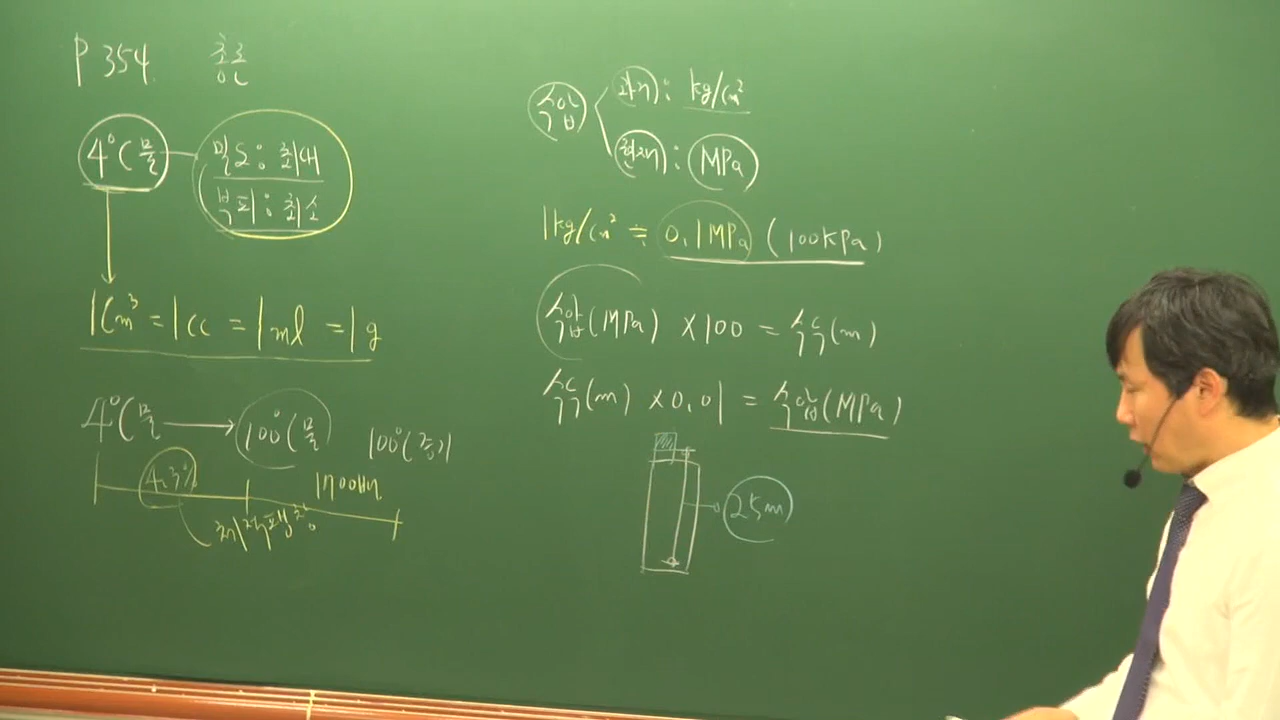 P 354. 총론
4°C 물
밀도 : 최대
부피 : 최소
1Cm³ = 1cc = 1ml = 1g
4°C 물 → 100°C 물 100°C 증기
4.3% 1700배
체적팽창
수압
과거 : kg/cm²
현재 : MPa
1kg/cm² ≒ 0.1MPa (100KPa)
수압(MPa) × 100 = 수두(m)
수두(m) × 0.01 = 수압(MPa)
25m